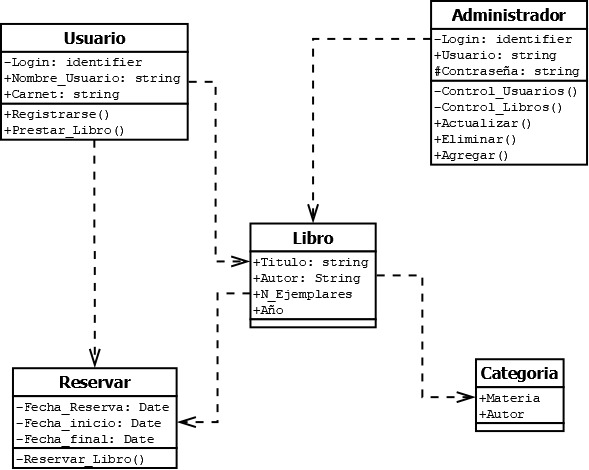 Usuario
-Login: identifier
+Nombre_Usuario: string
+Carnet: string
+Registrarse()
+Prestar_Libro()
Administrador
-Login: identifier
+Usuario: string
#Contraseña: string
-Control_Usuarios()
-Control_Libros()
+Actualizar()
+Eliminar()
+Agregar()
Libro
+Titulo: string
+Autor: String
+N_Ejemplares
+Año
Reservar
-Fecha_Reserva: Date
-Fecha_inicio: Date
-Fecha_final: Date
-Reservar_Libro()
Categoria
+Materia
+Autor